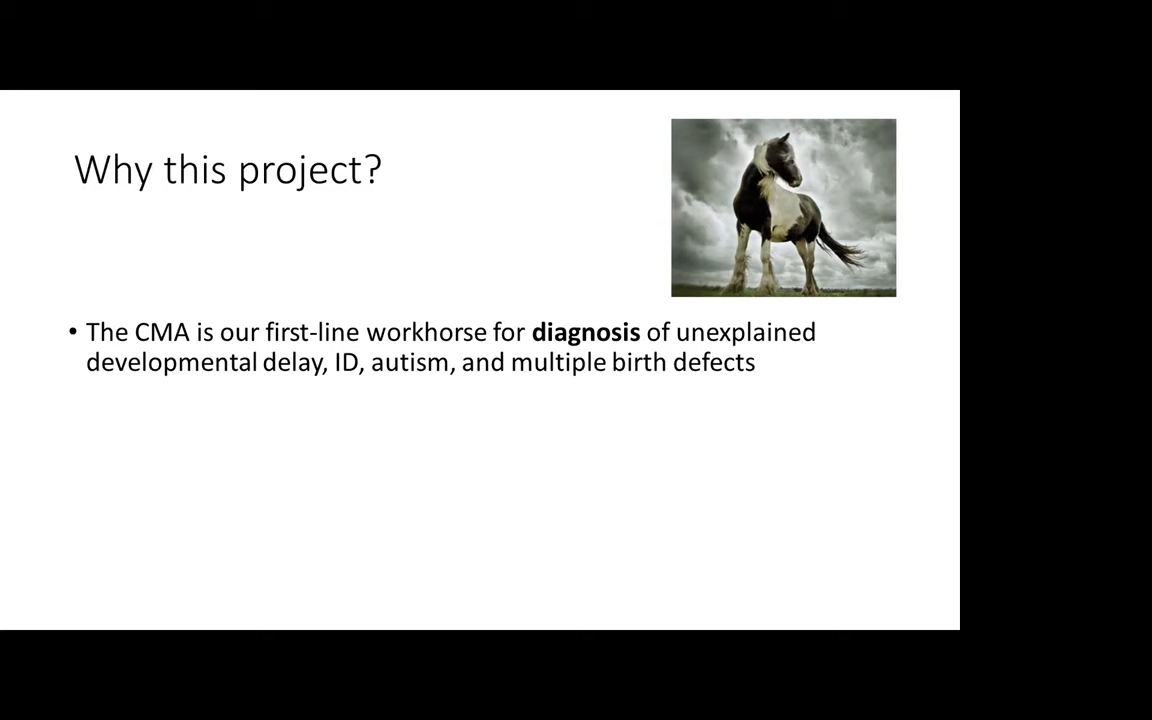 Why this project?
• The CMA is our first-line workhorse for diagnosis of unexplained
developmental delay, ID, autism, and multiple birth defects